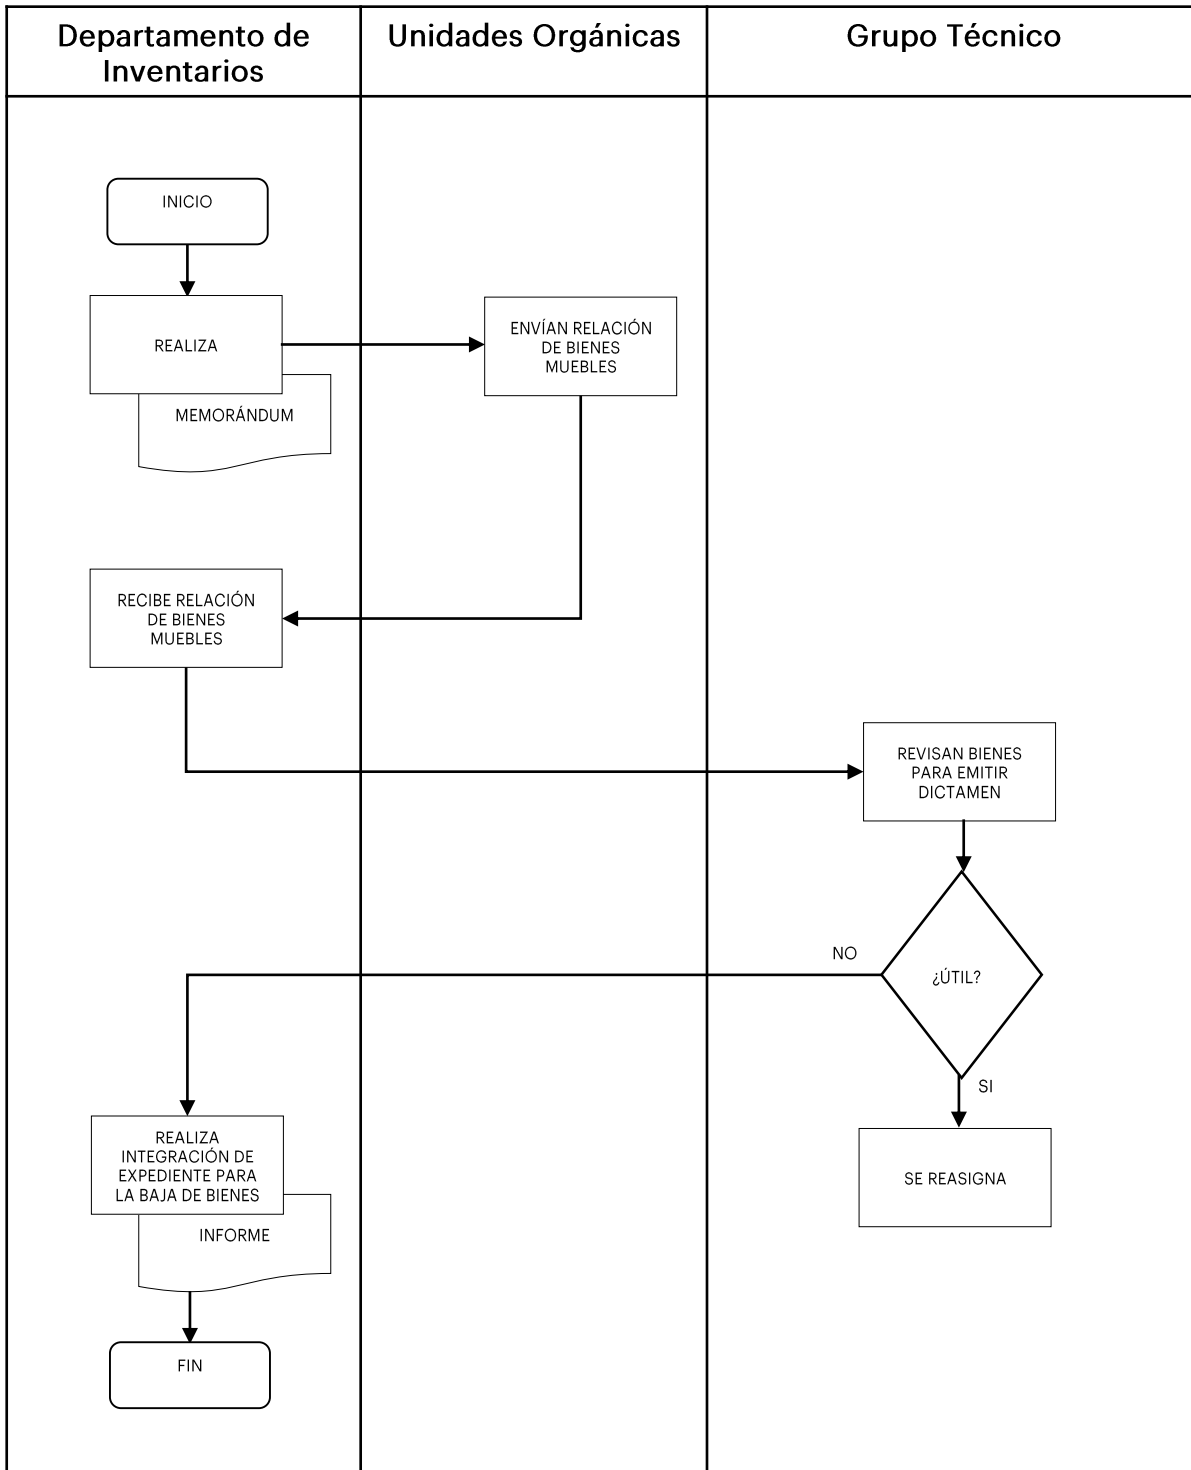 Departamento de
Inventarios
Unidades Orgánicas
Grupo Técnico
INICIO
REALIZA
MEMORÁNDUM
ENVÍAN RELACIÓN
DE BIENES
MUEBLES
RECIBE RELACIÓN
DE BIENES
MUEBLES
REVISAN BIENES
PARA EMITIR
DICTAMEN
NO
¿ÚTIL?
SI
REALIZA
INTEGRACIÓN DE
EXPEDIENTE PARA
LA BAJA DE BIENES
SE REASIGNA
INFORME
FIN